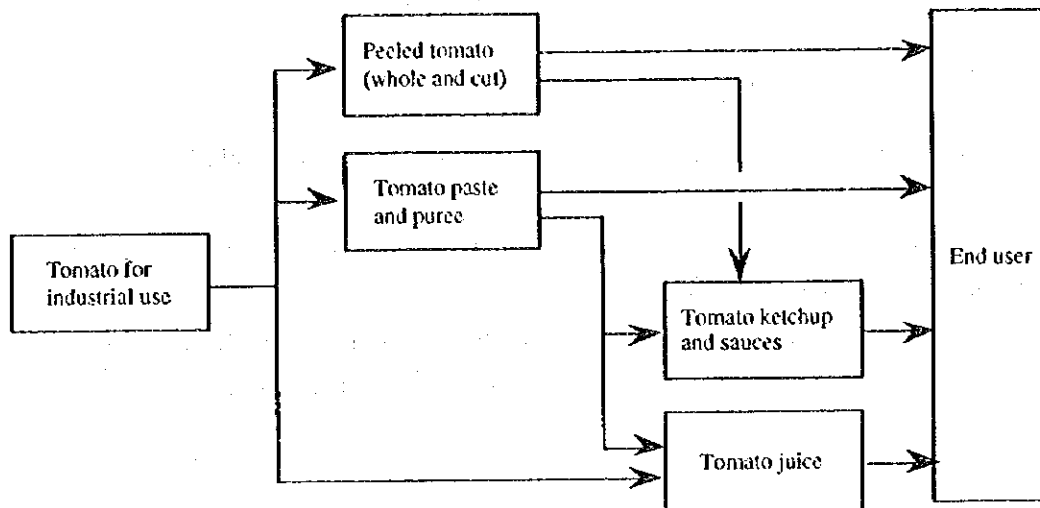 Peeled tomato
(whole and cut)
Tomato paste
and puree
Tomato for
industrial use
End user
Tomato ketchup
and sauces
Tomato juice